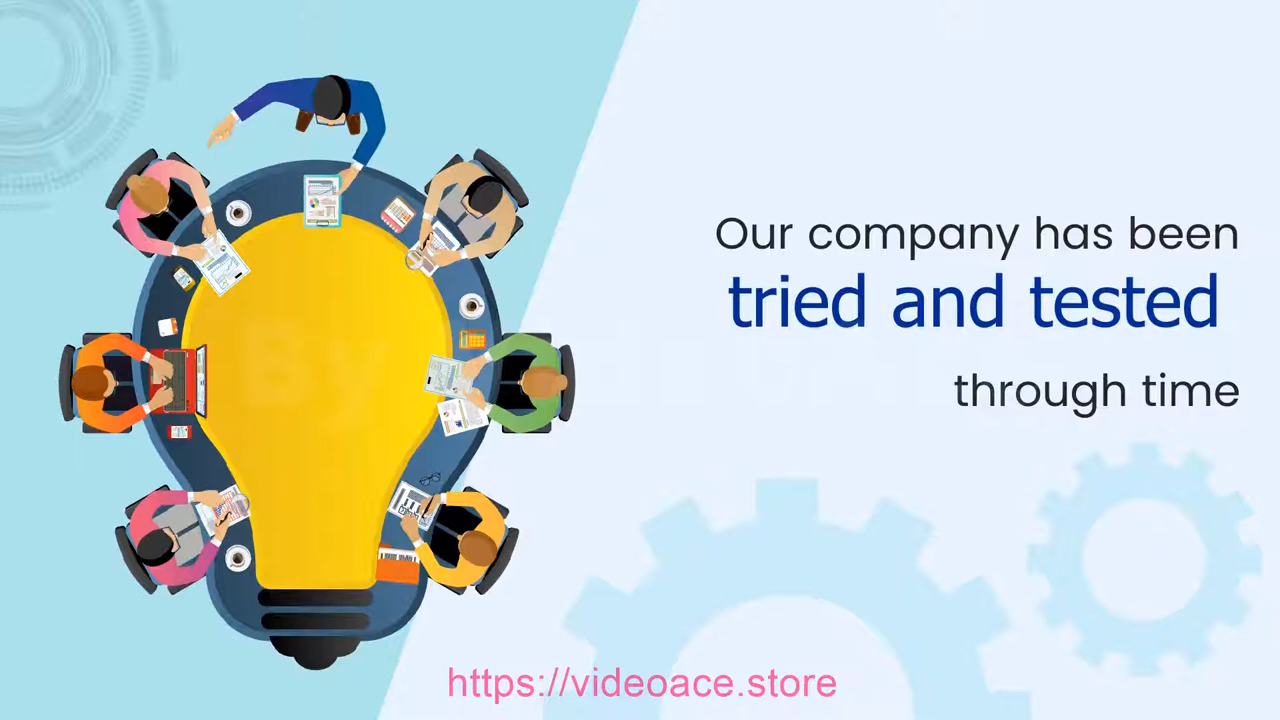 Our company has been
tried and tested
through time
https://videoace.store